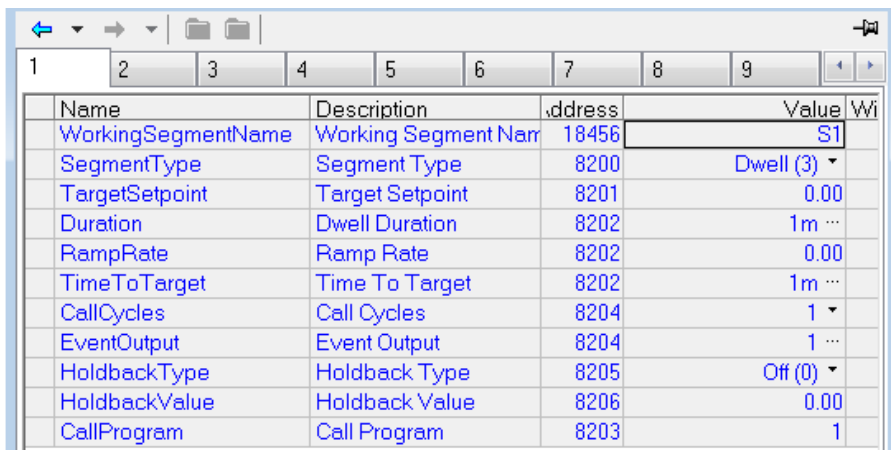 1 2 3 4 5 6 7 8 9
Name Description ddress Value Wi
WorkingSegmentName Working Segment Nam 18456 S1
SegmentType Segment Type 8200 Dwell (3)
TargetSetpoint Target Setpoint 8201 0.00
Duration Dwell Duration 8202 1m ...
RampRate Ramp Rate 8202 0.00
TimeToTarget Time To Target 8202 1m ...
CallCycles Call Cycles 8204 1
EventOutput Event Output 8204 1 ...
HoldbackType Holdback Type 8205 Off (0)
HoldbackValue Holdback Value 8206 0.00
CallProgram Call Program 8203 1